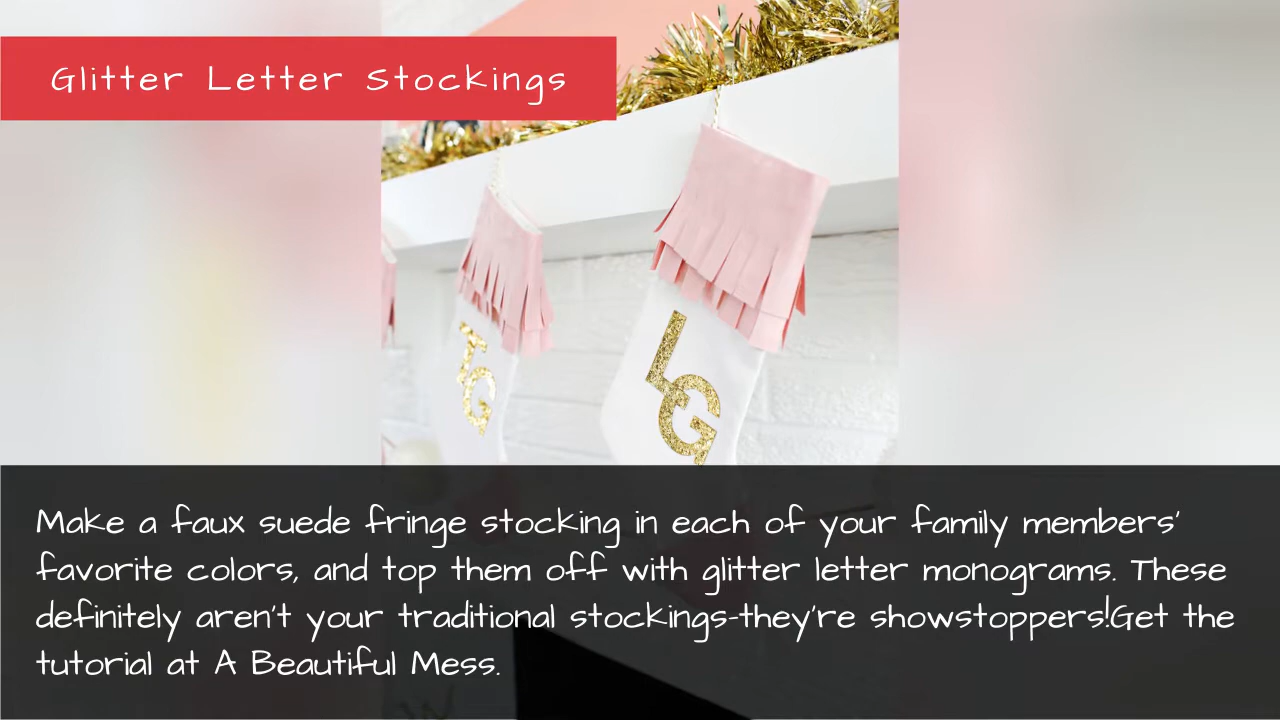 Glitter Letter Stockings
T
G
L
G
Make a faux suede fringe stocking in each of your family members'
favorite colors, and top them off with glitter letter monograms. These
definitely aren't your traditional stockings-they're showstoppers!Get the
tutorial at A Beautiful Mess.